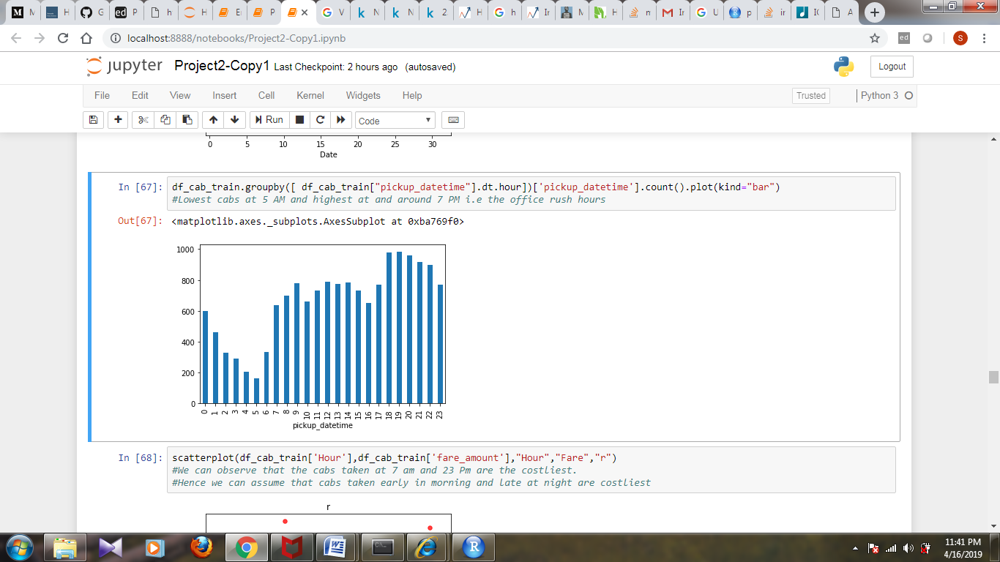 M
H
G
ed
P
h
H
E
P
G
V
k
N
k
N
k
2
H
G
h
In
M
H
m
In
G
U
p
in
A
localhost:8888/notebooks/Project2-Copy1.ipynb
ed
S
jupyter
Project2-Copy1 Last Checkpoint: 2 hours ago (autosaved)
Logout
File Edit View Insert Cell Kernel Widgets Help
Trusted
Python 3
Run
Code
0 5 10 15 20 25 30
Date
In [67]: df_cab_train.groupby([ df_cab_train["pickup_datetime"].dt.hour])['pickup_datetime'].count().plot(kind="bar")
#Lowest cabs at 5 AM and highest at and around 7 PM i.e the office rush hours
Out[67]: <matplotlib.axes._subplots.AxesSubplot at 0xba769f0>
1000
800
600
400
200
0
0 1 2 3 4 5 6 7 8 9 10 11 12 13 14 15 16 17 18 19 20 21 22 23
pickup_datetime
In [68]: scatterplot(df_cab_train['Hour'],df_cab_train['fare_amount'],"Hour","Fare","r")
#We can observe that the cabs taken at 7 am and 23 Pm are the costliest.
#Hence we can assume that cabs taken early in morning and late at night are costliest
r
W
R
11:41 PM
4/16/2019